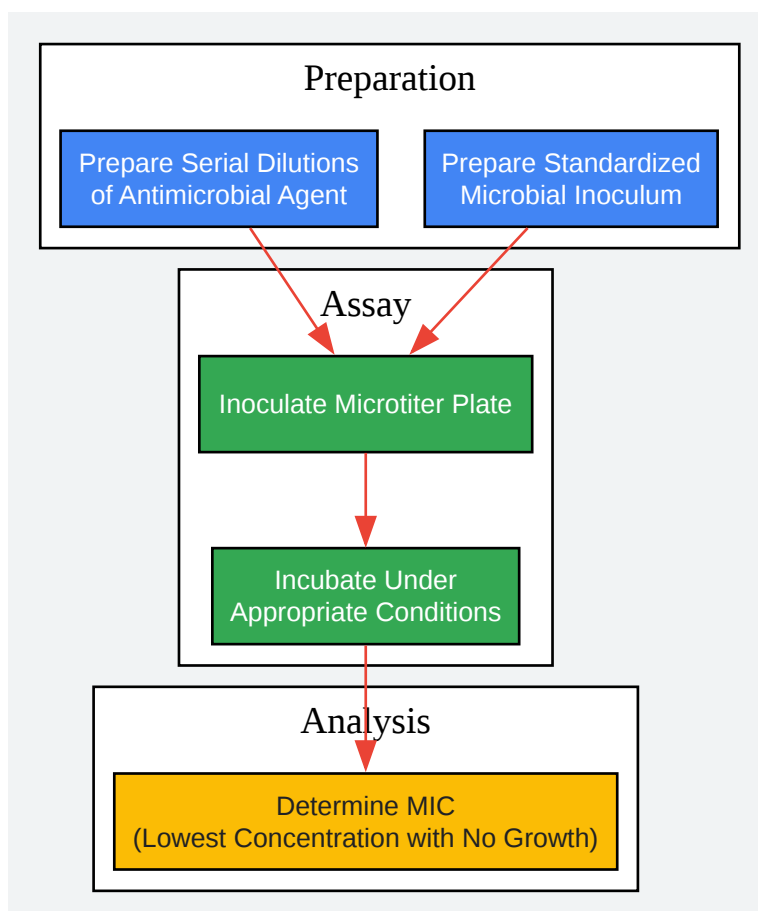 Preparation
Prepare Serial Dilutions
of Antimicrobial Agent
Prepare Standardized
Microbial Inoculum
Assay
Inoculate Microtiter Plate
Incubate Under
Appropriate Conditions
Analysis
Determine MIC
(Lowest Concentration with No Growth)